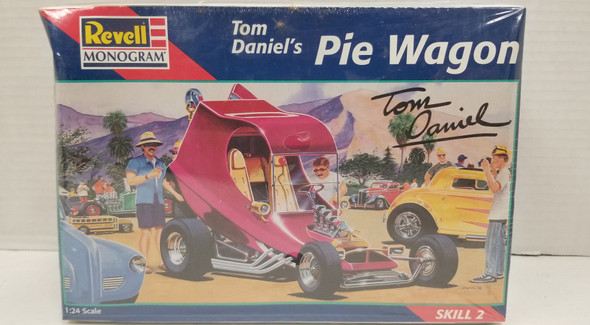 Revell
MONOGRAM®
Tom
Daniel's
Pie Wagon
Tom
Daniel
1:24 Scale
SKILL 2